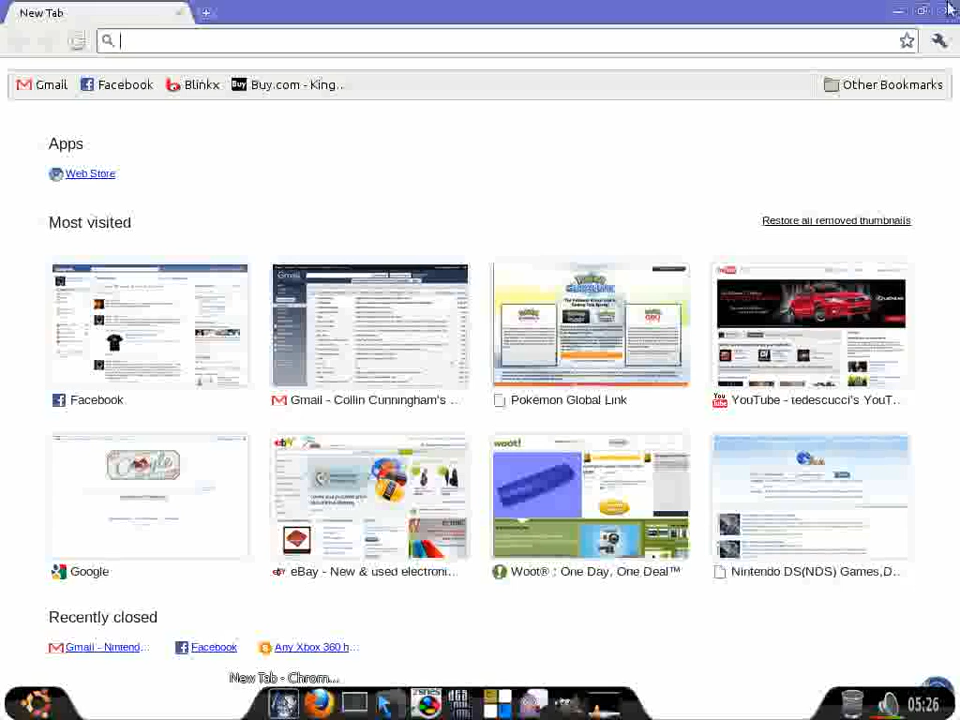 New Tab
Gmail
Facebook
Blinkx
Buy.com - King...
Other Bookmarks
Apps
Web Store
Most visited
Restore all removed thumbnails
Facebook
Gmail - Collin Cunningham's ...
Pokémon Global Link
YouTube - tedescucci's YouT...
Google
eBay - New & used electroni...
Woot® : One Day, One Deal™
Nintendo DS(NDS) Games,D...
Recently closed
Gmail - Nintend...
Facebook
Any Xbox 360 h...
New Tab - Chrom...
05:26